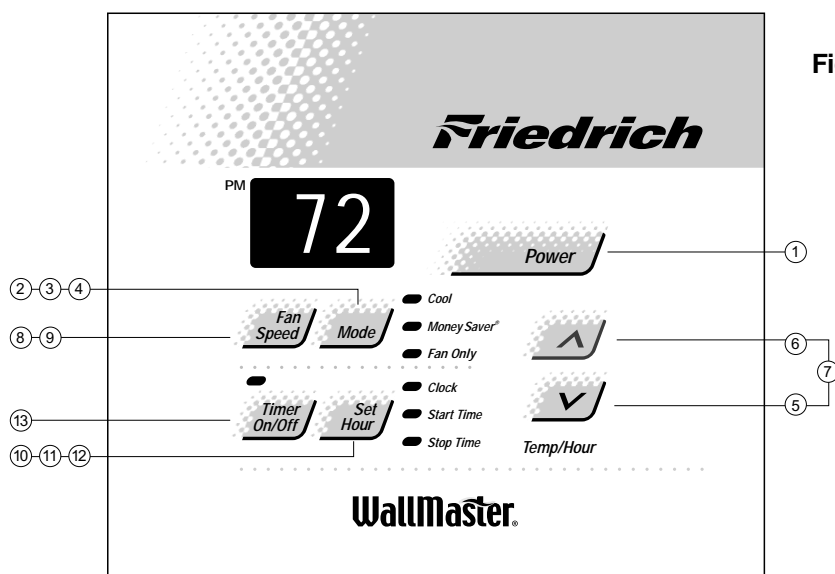 Fi
Friedrich
PM
72
Power
1
2 3 4
Cool
Fan Speed
Mode
Money Saver®
6
8 9
Fan Only
7
Clock
5
13
Timer On/Off
Set Hour
Start Time
10 11 12
Stop Time
Temp/Hour
WallMaster®